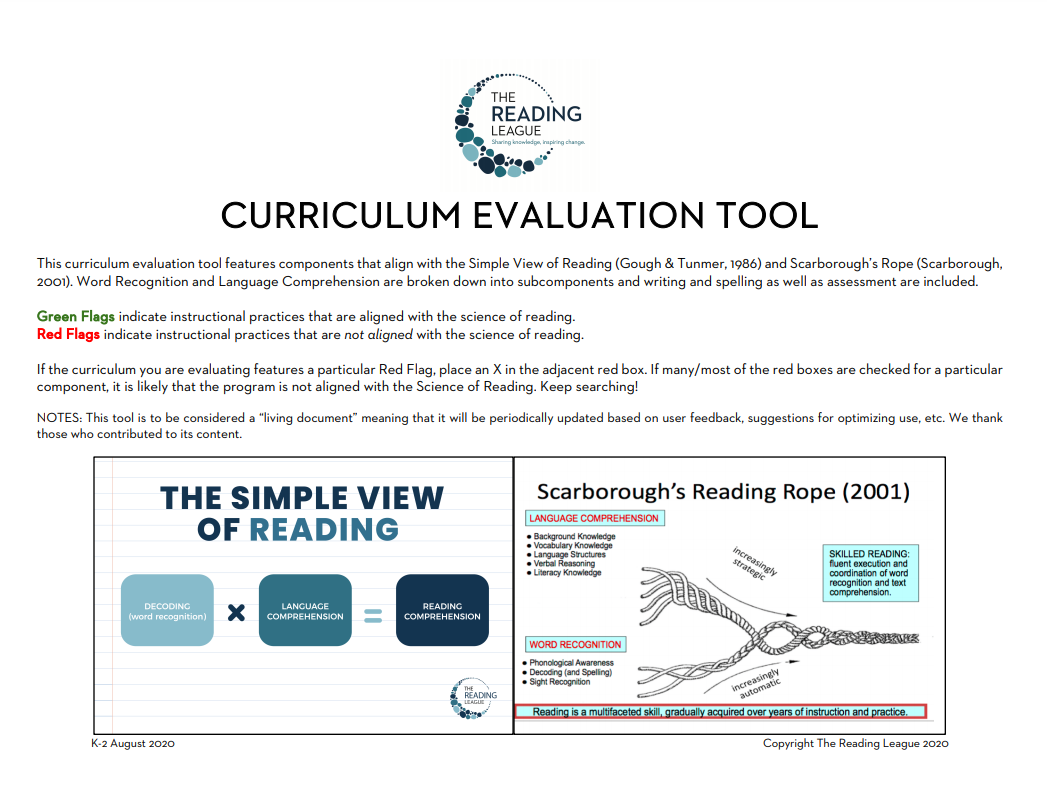 THE
READING
LEAGUE
Sharing knowledge, inspiring change.
CURRICULUM EVALUATION TOOL
This curriculum evaluation tool features components that align with the Simple View of Reading (Gough & Tunmer, 1986) and Scarborough's Rope (Scarborough,
2001). Word Recognition and Language Comprehension are broken down into subcomponents and writing and spelling as well as assessment are included.
Green Flags indicate instructional practices that are aligned with the science of reading.
Red Flags indicate instructional practices that are not aligned with the science of reading.
If the curriculum you are evaluating features a particular Red Flag, place an X in the adjacent red box. If many/most of the red boxes are checked for a particular
component, it is likely that the program is not aligned with the Science of Reading. Keep searching!
NOTES: This tool is to be considered a "living document" meaning that it will be periodically updated based on user feedback, suggestions for optimizing use, etc. We thank
those who contributed to its content.
THE SIMPLE VIEW
OF READING
DECODING
(word recognition)
×
LANGUAGE
COMPREHENSION
=
READING
COMPREHENSION
THE
READING
LEAGUE
Scarborough's Reading Rope (2001)
LANGUAGE COMPREHENSION
● Background Knowledge
● Vocabulary Knowledge
● Language Structures
● Verbal Reasoning
● Literacy Knowledge
increasingly
strategic
SKILLED READING:
fluent execution and
coordination of word
recognition and text
comprehension.
WORD RECOGNITION
● Phonological Awareness
● Decoding (and Spelling)
● Sight Recognition
increasingly
automatic
Reading is a multifaceted skill, gradually acquired over years of instruction and practice.
K-2 August 2020
Copyright The Reading League 2020